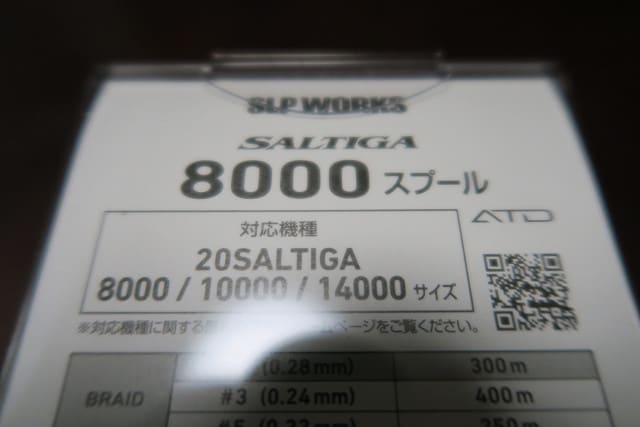 SLP WORKS
SALTIGA
8000 スプール
ATD
対応機種
20SALTIGA
8000 / 10000 / 14000 サイズ
※対応機種に関する ページをご覧ください。
(0.28mm) 300m
BRAID #3 (0.24mm) 400m